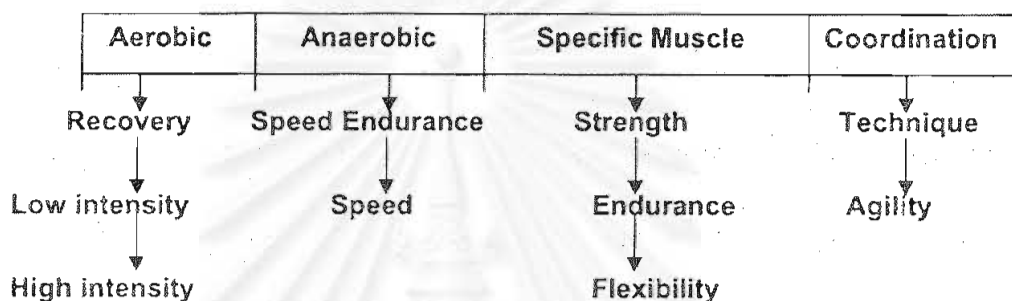 Aerobic Anaerobic Specific Muscle Coordination
Recovery Speed Endurance Strength Technique
Low intensity Speed Endurance Agility
High intensity Flexibility